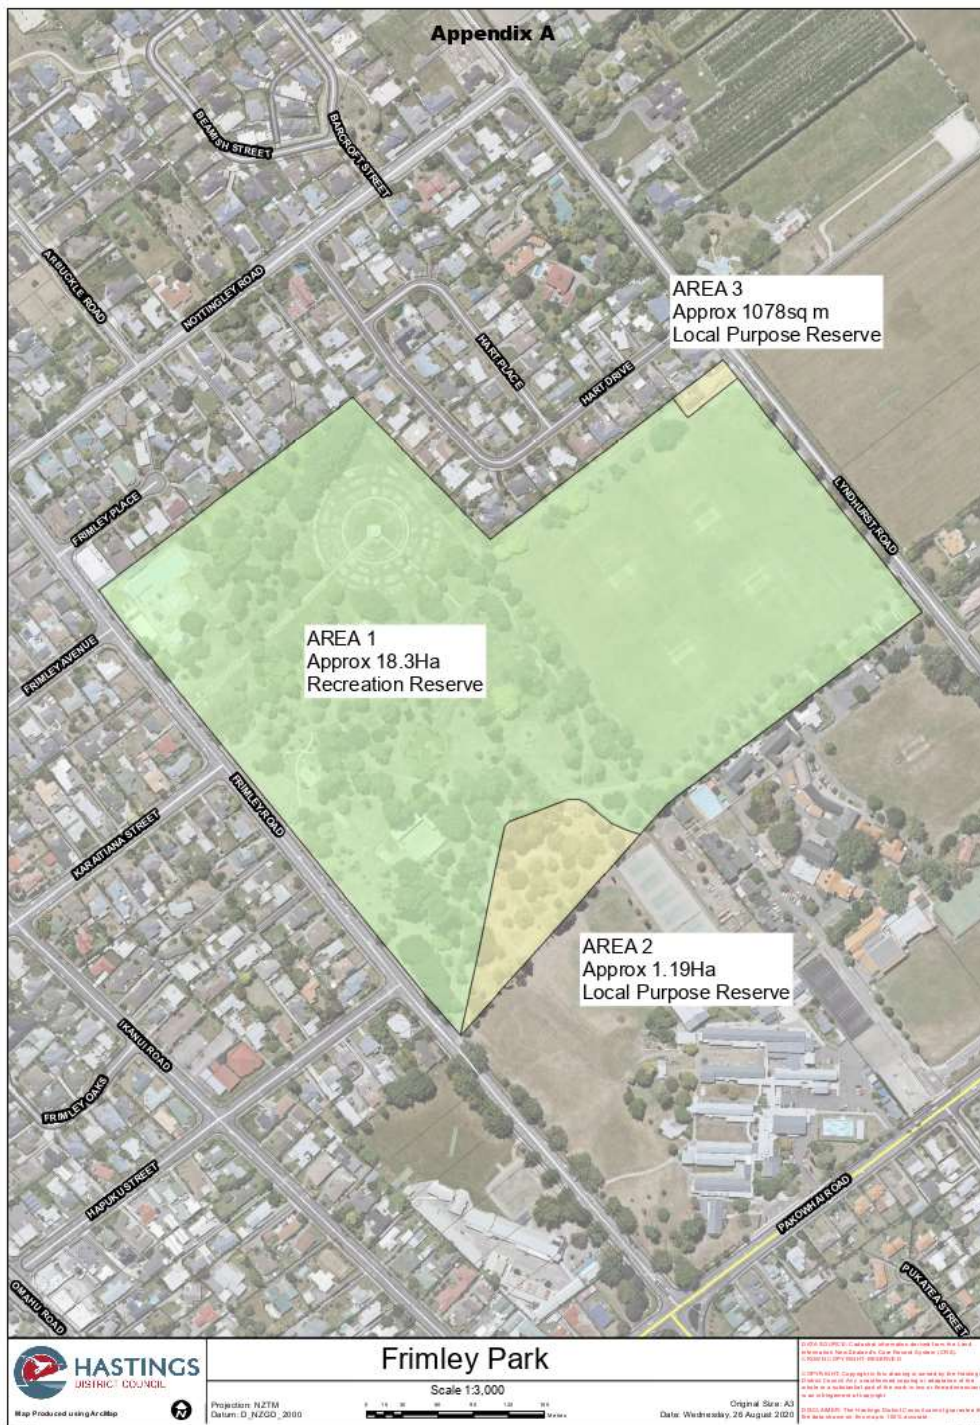 Appendix A
BEAMISH STREET
BARCROFT STREET
ARBUCKLE ROAD
NOTTINGLEY ROAD
AREA 3
Approx 1078sq m
Local Purpose Reserve
HART PLACE
HART DRIVE
FRIMLEY PLACE
LYNDHURST ROAD
AREA 1
Approx 18.3Ha
Recreation Reserve
FRIMLEY AVENUE
FRIMLEY ROAD
KARAITIANA STREET
AREA 2
Approx 1.19Ha
Local Purpose Reserve
IKANUI ROAD
FRIMLEY OAKS
HAPUKU STREET
PAKOWHAI ROAD
OMAHU ROAD
PUKATEA STREET
HASTINGS
DISTRICT COUNCIL
Map Produced using ArcMap
Frimley Park
Scale 1:3,000
Projection: NZTM
Datum: D_NZGD_2000
Original Size: A3
Date: Wednesday, 26 August 2020